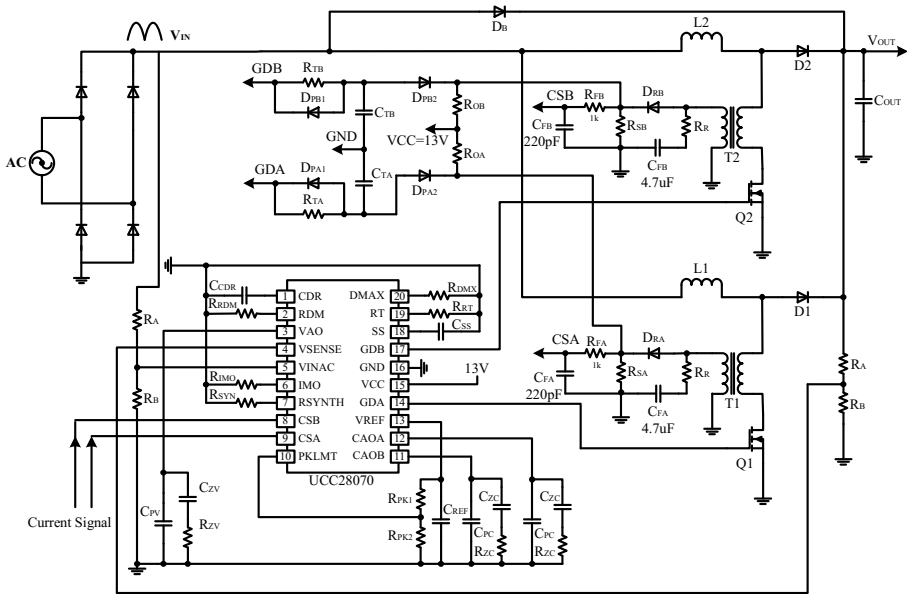 VIN
DB
L2
D2
VOUT
COUT
AC
GDB
RTB
DPB1
DPB2
CTB
GND
VCC=13V
ROB
ROA
CTA
GDA
DPA1
RTA
DPA2
CSB
RFB
1k
DRB
CFB
220pF
RSB
RR
CFB
4.7uF
T2
Q2
L1
D1
CSA
RFA
1k
DRA
CFA
220pF
RSA
RR
CFA
4.7uF
T1
Q1
RA
RB
RA
RB
CCDR
RRDM
RIMO
RSYN
1 CDR
2 RDM
3 VAO
4 VSENSE
5 VINAC
6 IMO
7 RSYNTH
8 CSB
9 CSA
10 PKLMT
DMAX 20
RT 19
SS 18
GDB 17
GND 16
VCC 15
GDA 14
VREF 13
CAOA 12
CAOB 11
UCC28070
RDMX
RRT
CSS
13V
Current Signal
CPV
CZV
RZV
RPK1
RPK2
CREF
CZC
CPC
RZC
CZC
CPC
RZC